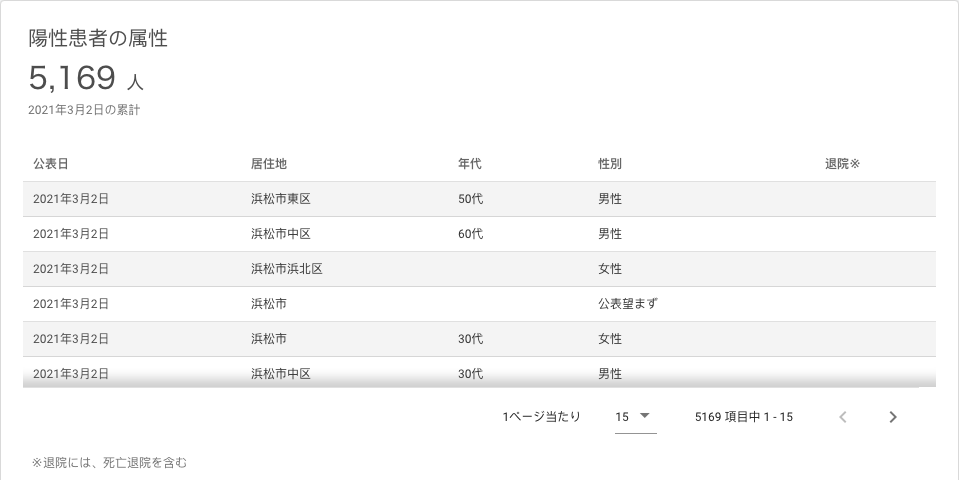 陽性患者の属性
5,169 人
2021年3月2日の累計
公表日 居住地 年代 性別 退院※
2021年3月2日 浜松市東区 50代 男性
2021年3月2日 浜松市中区 60代 男性
2021年3月2日 浜松市浜北区 女性
2021年3月2日 浜松市 公表望まず
2021年3月2日 浜松市 30代 女性
2021年3月2日 浜松市中区 30代 男性
1ページ当たり 15 5169 項目中 1 - 15
※退院には、死亡退院を含む